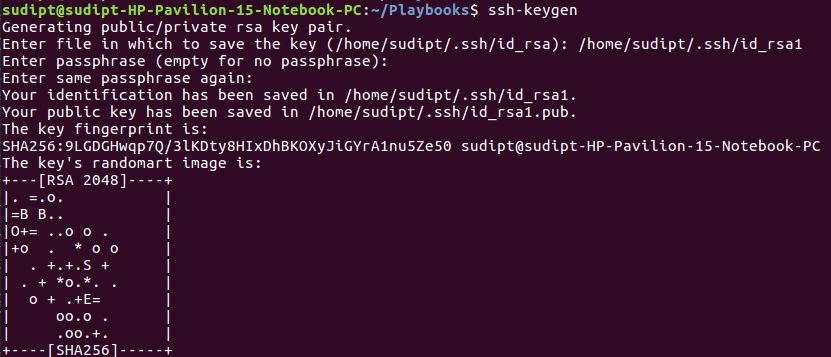 sudipt@sudipt-HP-Pavilion-15-Notebook-PC:~/Playbooks$ ssh-keygen
Generating public/private rsa key pair.
Enter file in which to save the key (/home/sudipt/.ssh/id_rsa): /home/sudipt/.ssh/id_rsa1
Enter passphrase (empty for no passphrase):
Enter same passphrase again:
Your identification has been saved in /home/sudipt/.ssh/id_rsa1.
Your public key has been saved in /home/sudipt/.ssh/id_rsa1.pub.
The key fingerprint is:
SHA256:9LGDGHwqp7Q/3lKDty8HIxDhBKOXyJiGYrA1nu5Ze50 sudipt@sudipt-HP-Pavilion-15-Notebook-PC
The key's randomart image is:
+---[RSA 2048]----+
|. =.o.           |
|=B B..           |
|O+= ..o o .      |
|+o  .  * o o     |
|  . +.+.S +      |
| . + *o.*. .     |
|  o + .+E=       |
|     oo.o .      |
|     .oo.+.      |
+----[SHA256]-----+